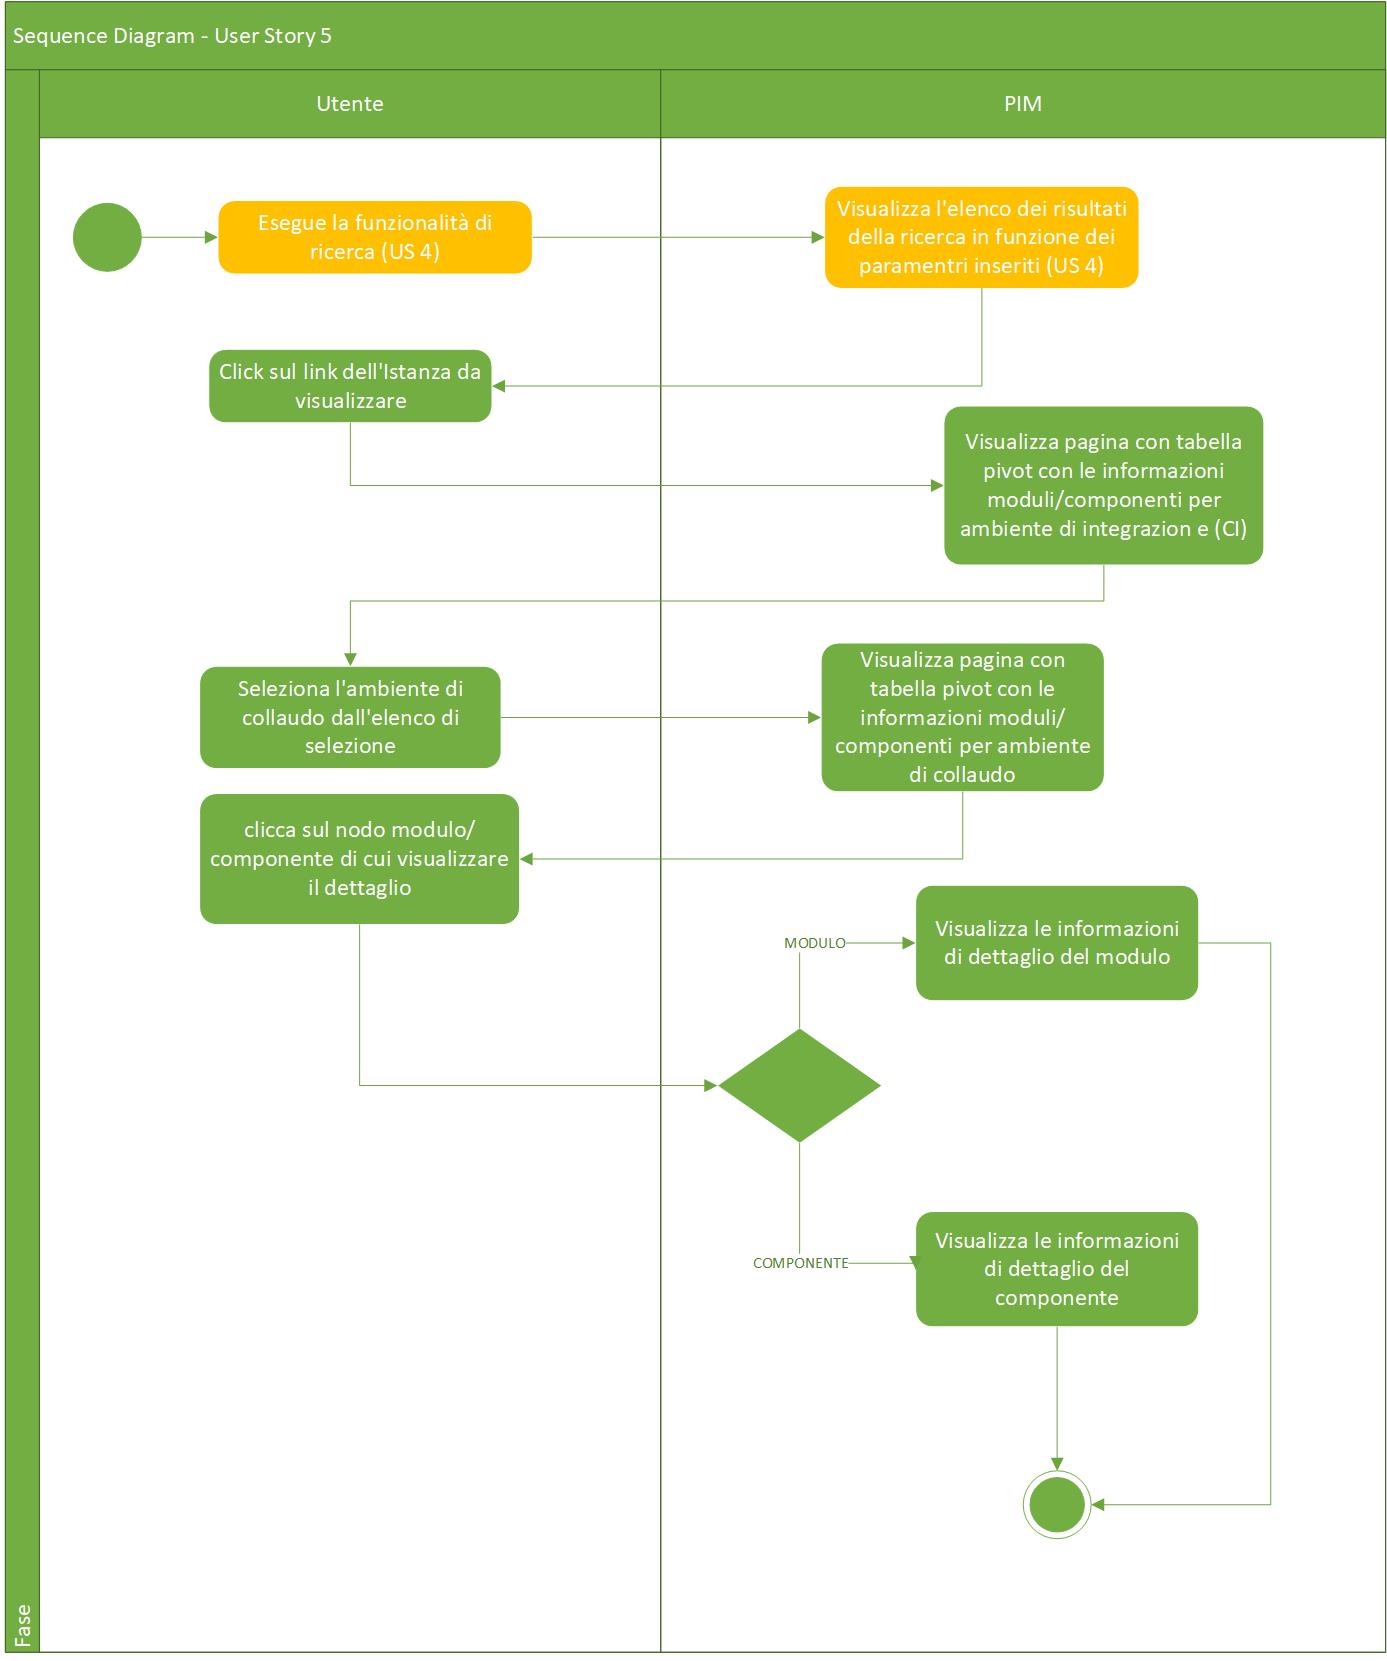 Sequence Diagram - User Story 5
Utente
PIM
Esegue la funzionalità di
ricerca (US 4)
Visualizza l'elenco dei risultati
della ricerca in funzione dei
paramentri inseriti (US 4)
Click sul link dell'Istanza da
visualizzare
Visualizza pagina con tabella
pivot con le informazioni
moduli/componenti per
ambiente di integrazion e (CI)
Seleziona l'ambiente di
collaudo dall'elenco di
selezione
Visualizza pagina con
tabella pivot con le
informazioni moduli/
componenti per ambiente
di collaudo
clicca sul nodo modulo/
componente di cui visualizzare
il dettaglio
MODULO
Visualizza le informazioni
di dettaglio del modulo
COMPONENTE
Visualizza le informazioni
di dettaglio del
componente
Fase